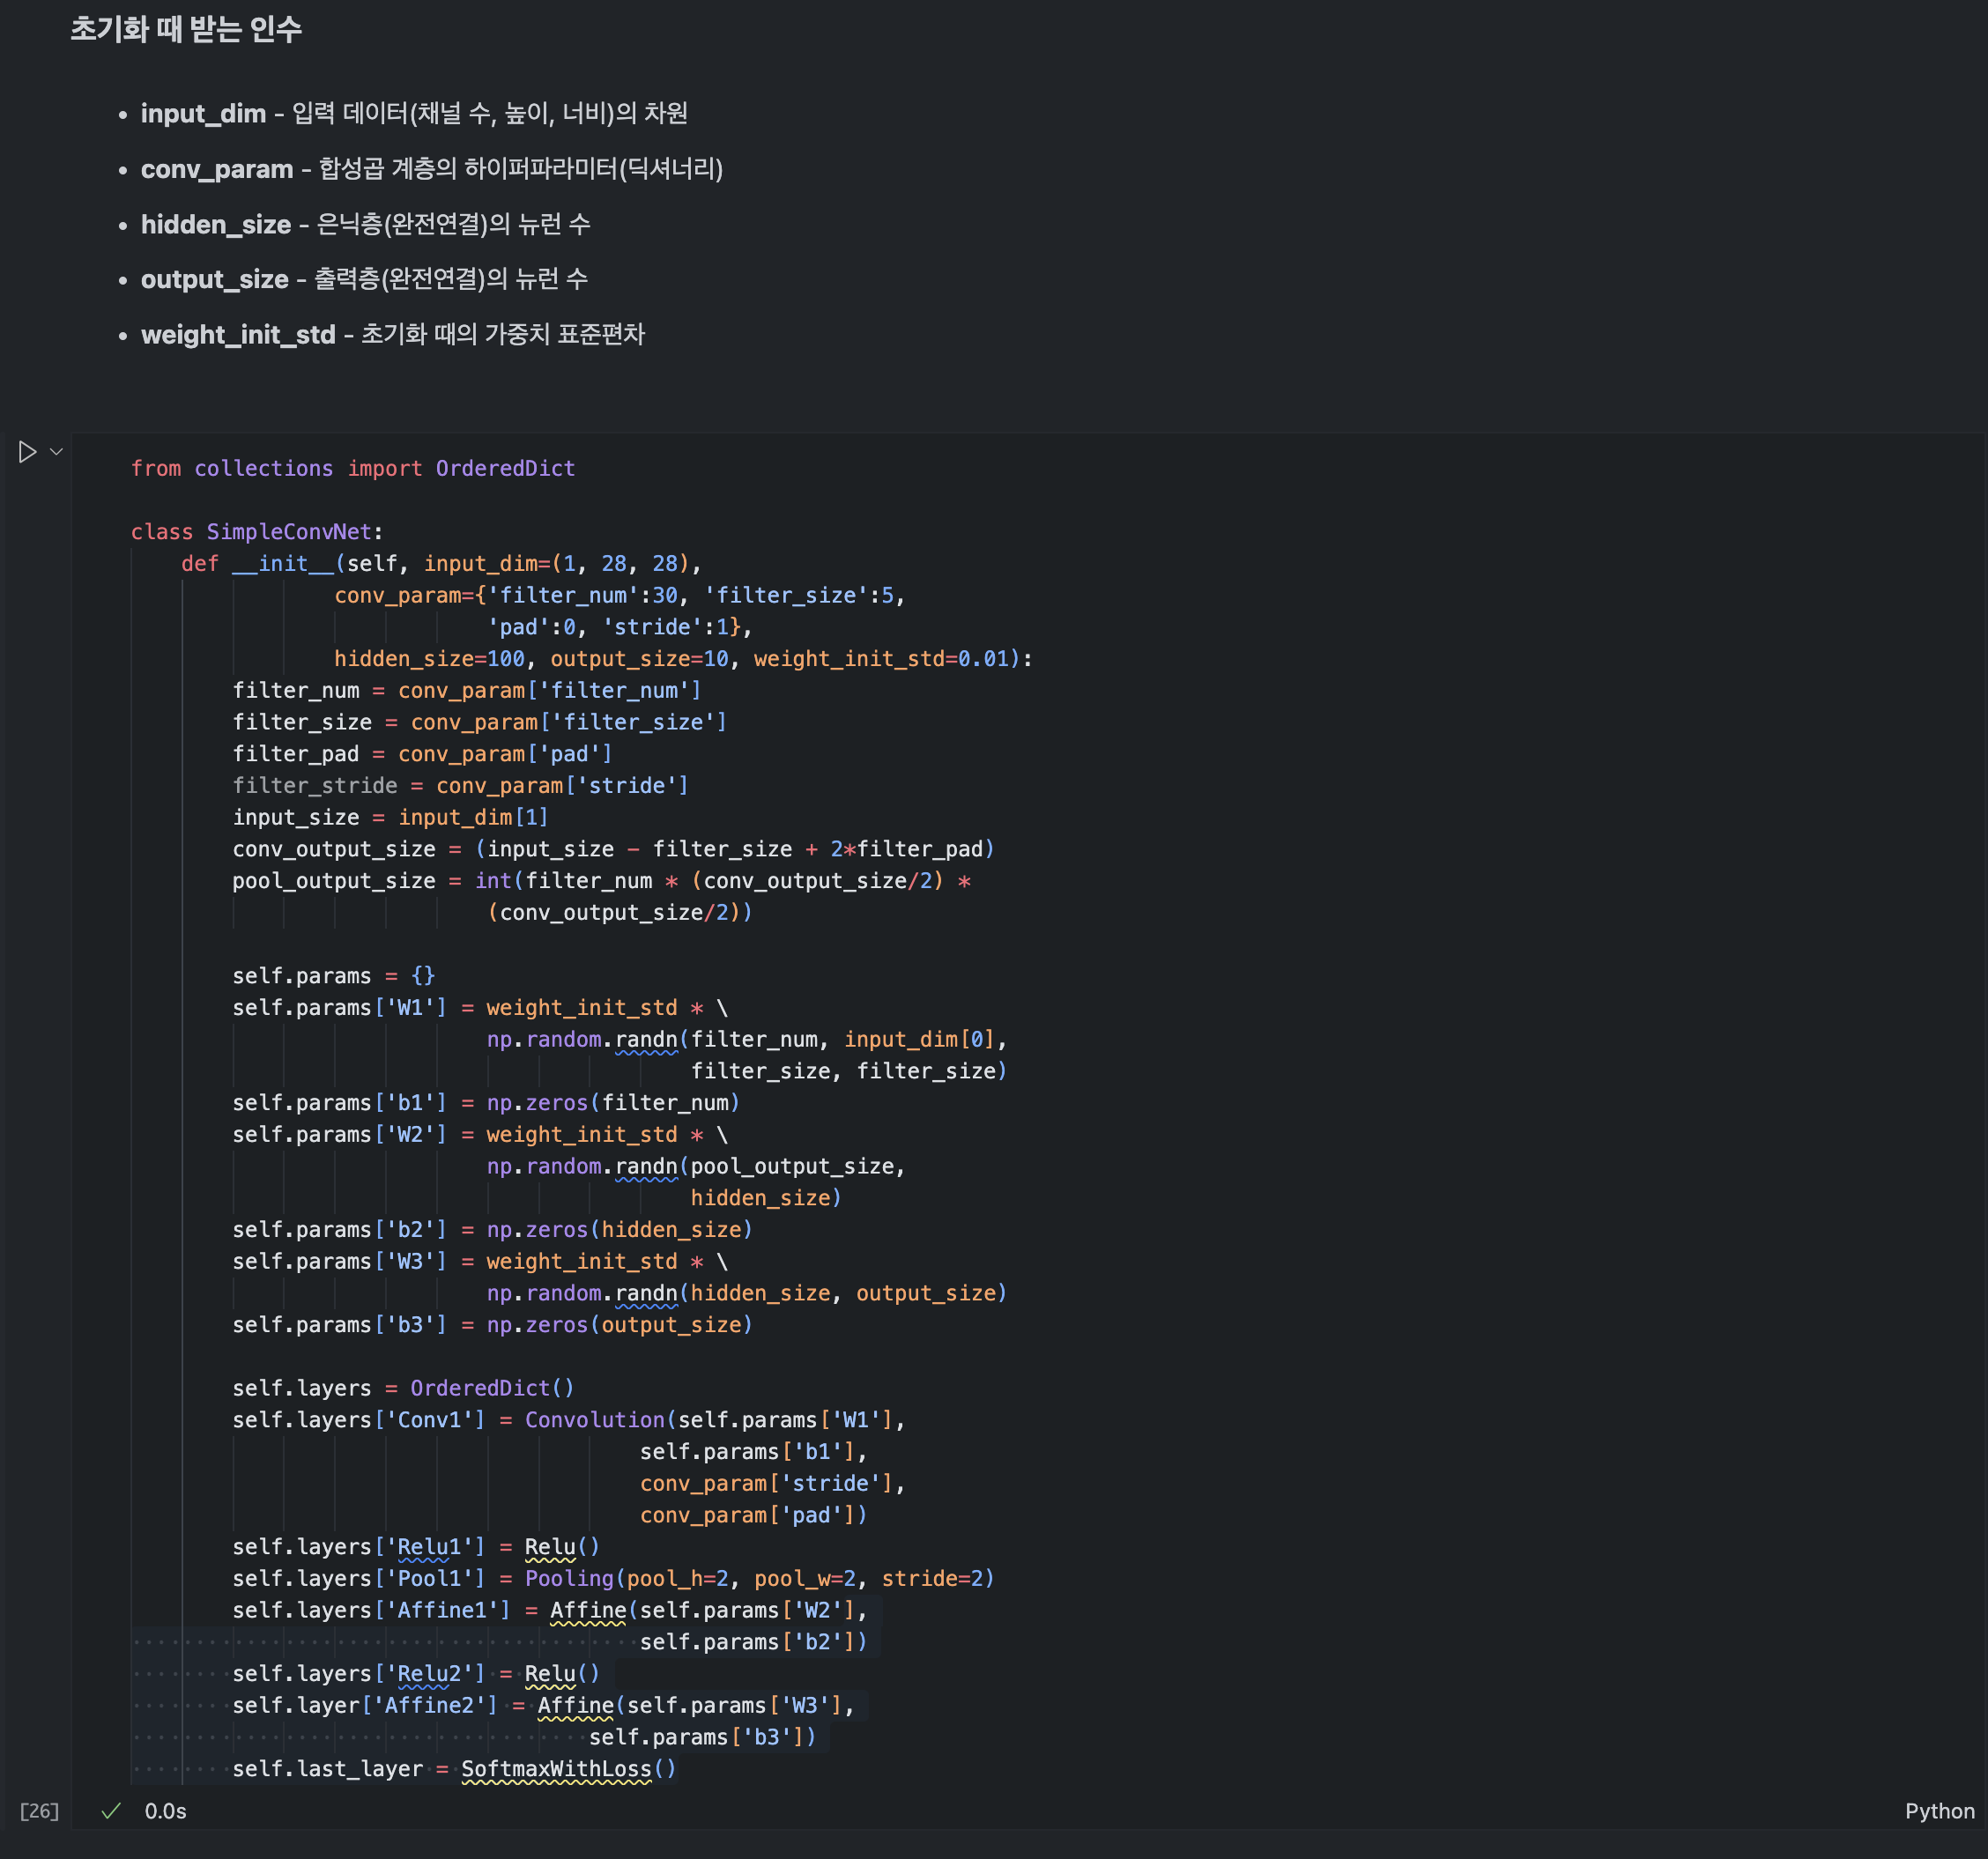 초기화 때 받는 인수
• input_dim – 입력 데이터(채널 수, 높이, 너비)의 차원
• conv_param – 합성곱 계층의 하이퍼파라미터(딕셔너리)
• hidden_size – 은닉층(완전연결)의 뉴런 수
• output_size – 출력층(완전연결)의 뉴런 수
• weight_init_std – 초기화 때의 가중치 표준편차
from collections import OrderedDict
class SimpleConvNet:
    def __init__(self, input_dim=(1, 28, 28),
                conv_param={'filter_num':30, 'filter_size':5,
                            'pad':0, 'stride':1},
                hidden_size=100, output_size=10, weight_init_std=0.01):
        filter_num = conv_param['filter_num']
        filter_size = conv_param['filter_size']
        filter_pad = conv_param['pad']
        filter_stride = conv_param['stride']
        input_size = input_dim[1]
        conv_output_size = (input_size - filter_size + 2*filter_pad)
        pool_output_size = int(filter_num * (conv_output_size/2) *
                            (conv_output_size/2))
        self.params = {}
        self.params['W1'] = weight_init_std * \
                            np.random.randn(filter_num, input_dim[0],
                                            filter_size, filter_size)
        self.params['b1'] = np.zeros(filter_num)
        self.params['W2'] = weight_init_std * \
                            np.random.randn(pool_output_size,
                                            hidden_size)
        self.params['b2'] = np.zeros(hidden_size)
        self.params['W3'] = weight_init_std * \
                            np.random.randn(hidden_size, output_size)
        self.params['b3'] = np.zeros(output_size)
        self.layers = OrderedDict()
        self.layers['Conv1'] = Convolution(self.params['W1'],
                                        self.params['b1'],
                                        conv_param['stride'],
                                        conv_param['pad'])
        self.layers['Relu1'] = Relu()
        self.layers['Pool1'] = Pooling(pool_h=2, pool_w=2, stride=2)
        self.layers['Affine1'] = Affine(self.params['W2'],
                                        self.params['b2'])
        self.layers['Relu2'] = Relu()
        self.layer['Affine2'] = Affine(self.params['W3'],
                                    self.params['b3'])
        self.last_layer = SoftmaxWithLoss()
[26] ✓ 0.0s Python